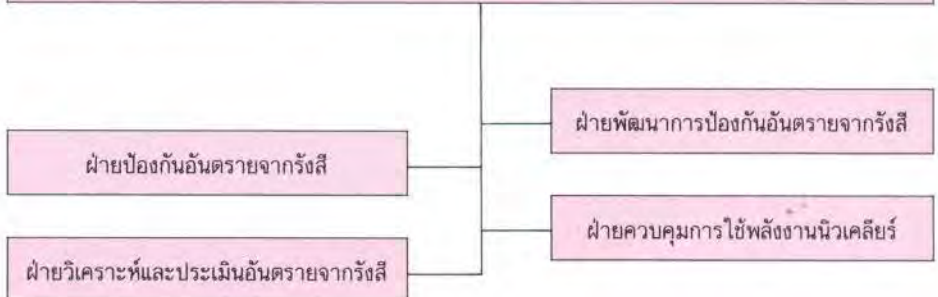 ฝ่ายพัฒนาการป้องกันอันตรายจากรังสี
ฝ่ายป้องกันอันตรายจากรังสี
ฝ่ายควบคุมการใช้พลังงานนิวเคลียร์
ฝ่ายวิเคราะห์และประเมินอันตรายจากรังสี